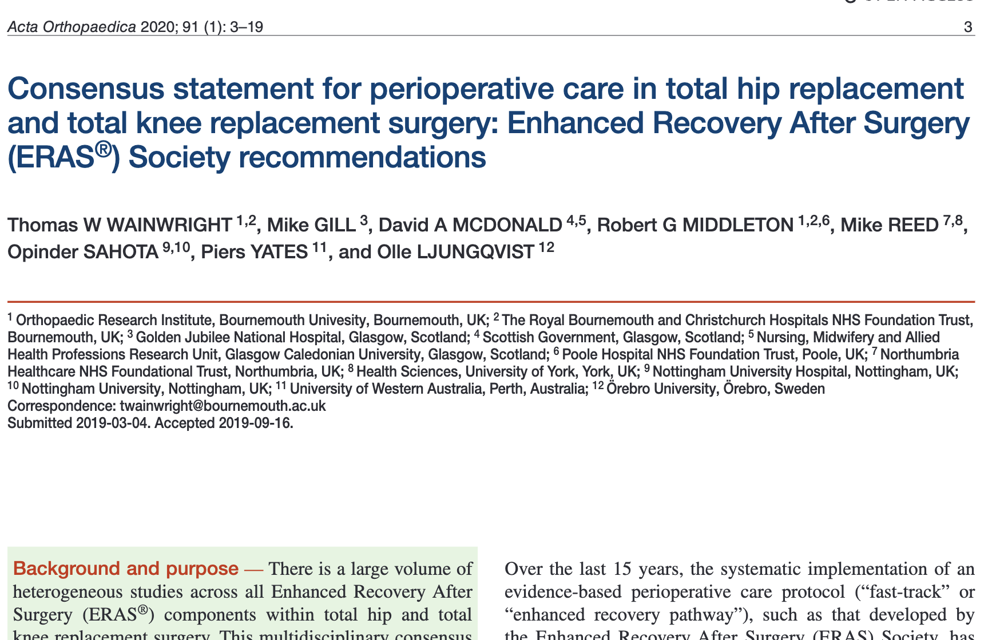 Acta Orthopaedica 2020; 91 (1): 3–19 3
Consensus statement for perioperative care in total hip replacement
and total knee replacement surgery: Enhanced Recovery After Surgery
(ERAS®) Society recommendations
Thomas W WAINWRIGHT 1,2, Mike GILL 3, David A MCDONALD 4,5, Robert G MIDDLETON 1,2,6, Mike REED 7,8,
Opinder SAHOTA 9,10, Piers YATES 11, and Olle LJUNGQVIST 12
1 Orthopaedic Research Institute, Bournemouth Univesity, Bournemouth, UK; 2 The Royal Bournemouth and Christchurch Hospitals NHS Foundation Trust,
Bournemouth, UK; 3 Golden Jubilee National Hospital, Glasgow, Scotland; 4 Scottish Government, Glasgow, Scotland; 5 Nursing, Midwifery and Allied
Health Professions Research Unit, Glasgow Caledonian University, Glasgow, Scotland; 6 Poole Hospital NHS Foundation Trust, Poole, UK; 7 Northumbria
Healthcare NHS Foundational Trust, Northumbria, UK; 8 Health Sciences, University of York, York, UK; 9 Nottingham University Hospital, Nottingham, UK;
10 Nottingham University, Nottingham, UK; 11 University of Western Australia, Perth, Australia; 12 Örebro University, Örebro, Sweden
Correspondence: twainwright@bournemouth.ac.uk
Submitted 2019-03-04. Accepted 2019-09-16.
Background and purpose — There is a large volume of
heterogeneous studies across all Enhanced Recovery After
Surgery (ERAS®) components within total hip and total
knee replacement surgery. This multidisciplinary consensus
Over the last 15 years, the systematic implementation of an
evidence-based perioperative care protocol (“fast-track” or
“enhanced recovery pathway”), such as that developed by
the Enhanced Recovery After Surgery (ERAS) Society, has